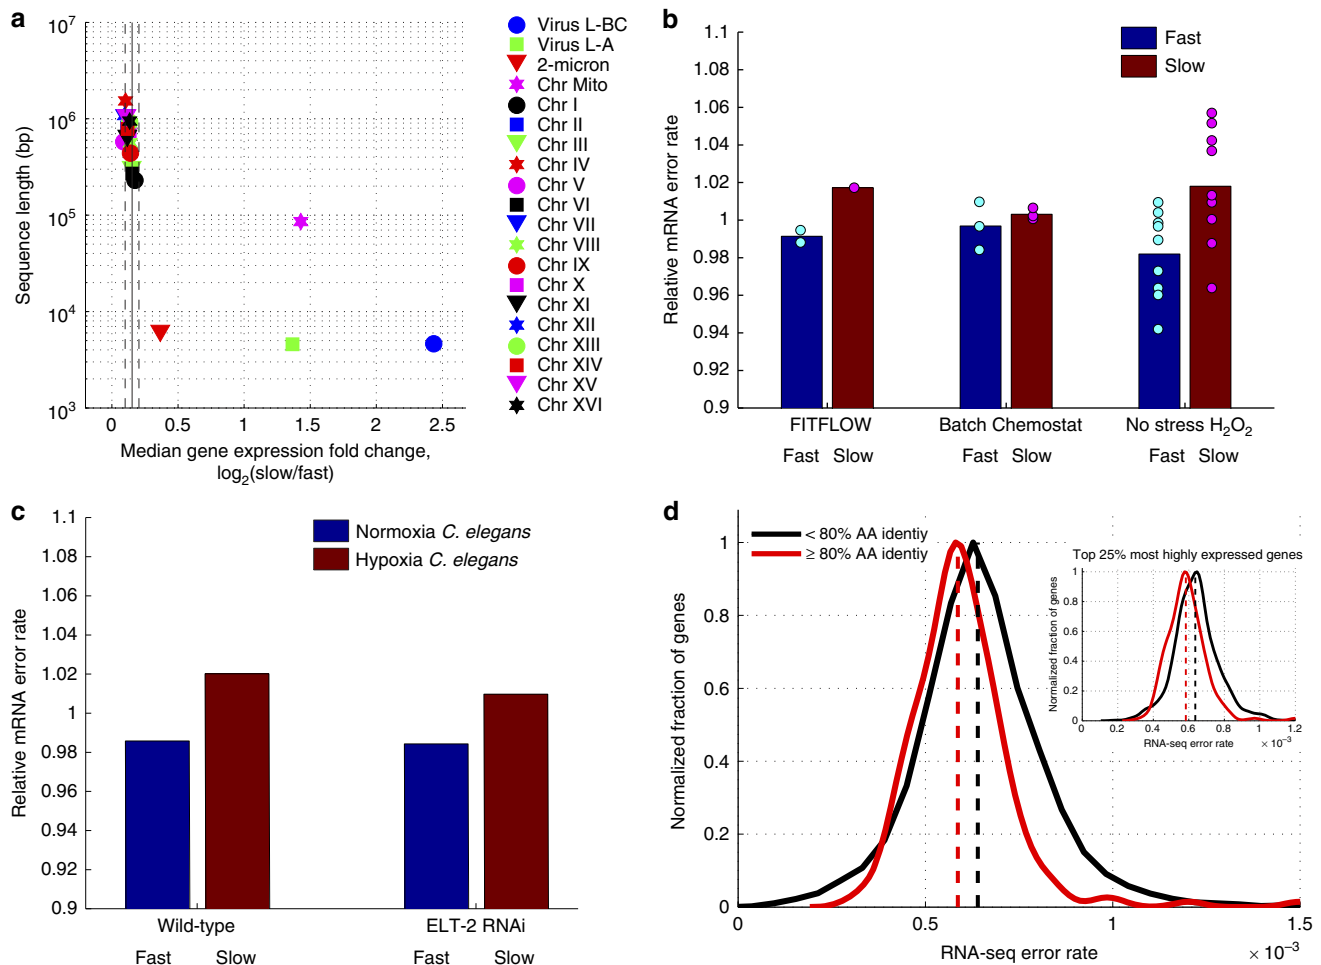 a
10^7
10^6
10^5
10^4
10^3
Sequence length (bp)
0
0.5
1
1.5
2
2.5
Median gene expression fold change,
log₂(slow/fast)
Virus L-BC
Virus L-A
2-micron
Chr Mito
Chr I
Chr II
Chr III
Chr IV
Chr V
Chr VI
Chr VII
Chr VIII
Chr IX
Chr X
Chr XI
Chr XII
Chr XIII
Chr XIV
Chr XV
Chr XVI
b
1.1
1.08
1.06
1.04
1.02
1
0.98
0.96
0.94
0.92
0.9
Relative mRNA error rate
Fast
Slow
FITFLOW
Batch Chemostat
No stress H₂O₂
Fast Slow
Fast Slow
Fast Slow
c
1.1
1.08
1.06
1.04
1.02
1
0.98
0.96
0.94
0.92
0.9
Relative mRNA error rate
Normoxia C. elegans
Hypoxia C. elegans
Wild-type
ELT-2 RNAi
Fast Slow
Fast Slow
d
< 80% AA identiy
≥ 80% AA identiy
1
0.8
0.6
0.4
0.2
0
Normalized fraction of genes
0
0.5
1
1.5
RNA-seq error rate
× 10⁻³
Top 25% most highly expressed genes
Normalized fraction of genes
1
0.8
0.6
0.4
0.2
0
0
0.2
0.4
0.6
0.8
1
1.2
RNA-seq error rate
× 10⁻³